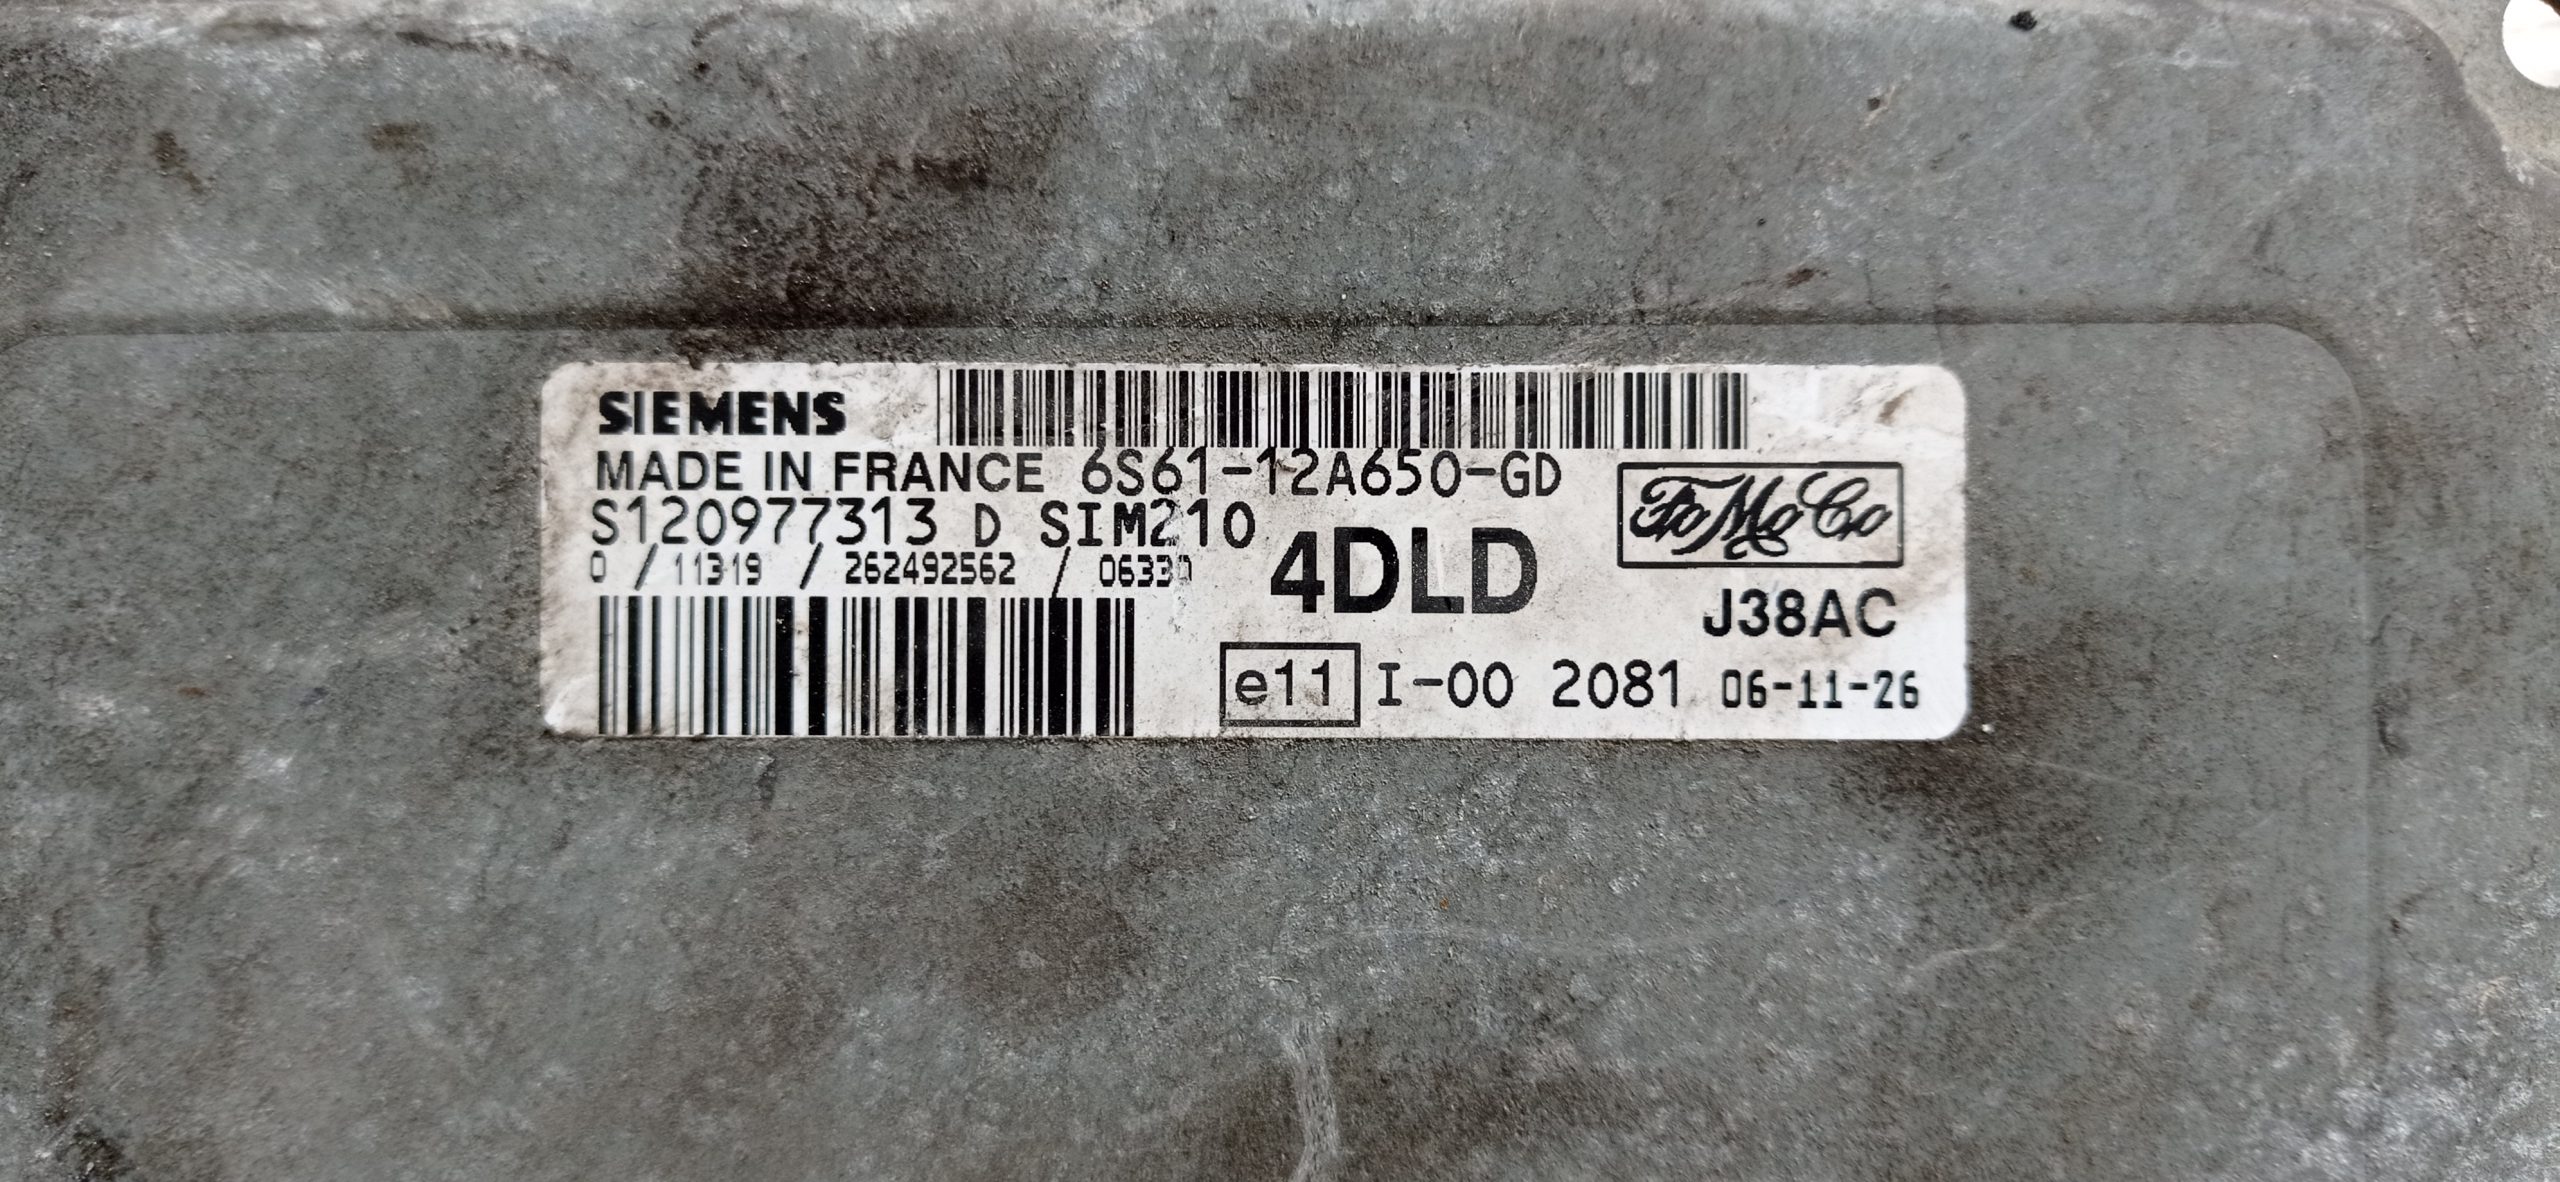 SIEMENS
MADE IN FRANCE 6S61-12A650-GD
S120977313 D SIM210
FoMoCo
0 / 11319 / 262492562 / 06330
4DLD
J38AC
e11 I-00 2081 06-11-26